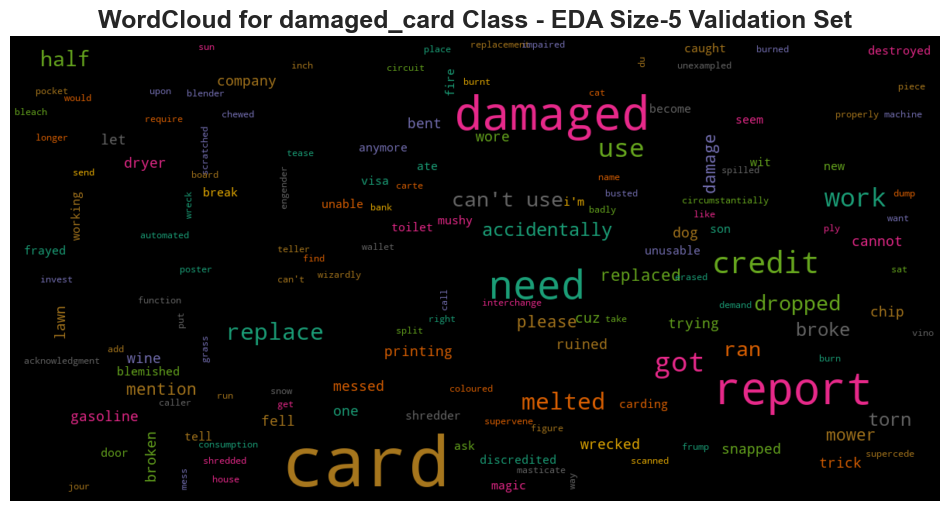 WordCloud for damaged_card Class - EDA Size-5 Validation Set
sun place replacement impaired caught burned destroyed
half inch circuit du unexampled
company fire burnt piece
pocket would upon blender cat
bleach require chewed bent damaged become seem properly machine
longer let scratched anymore wore use damage wit
dryer tease ate spilled new
send board break engender visa carte name busted work dump
working wreck unable bank can't use i'm badly circumstantially want
toilet mushy accidentally dog like son ply
frayed automated teller wallet unusable cannot
poster find can't wizardly need replaced erased credit sat
invest function call interchange demand dropped chip
lawn put replace right please cuz take trying broke vino
acknowledgment add grass split ruined
wine printing got ran burn
blemished mention caller run snow messed coloured report
gasoline get one shredder melted carding torn
fell supervene figure
door broken tell consumption ask wrecked frump snapped mower supercede
shredded card discredited scanned trick
mess house masticate way
jour magic